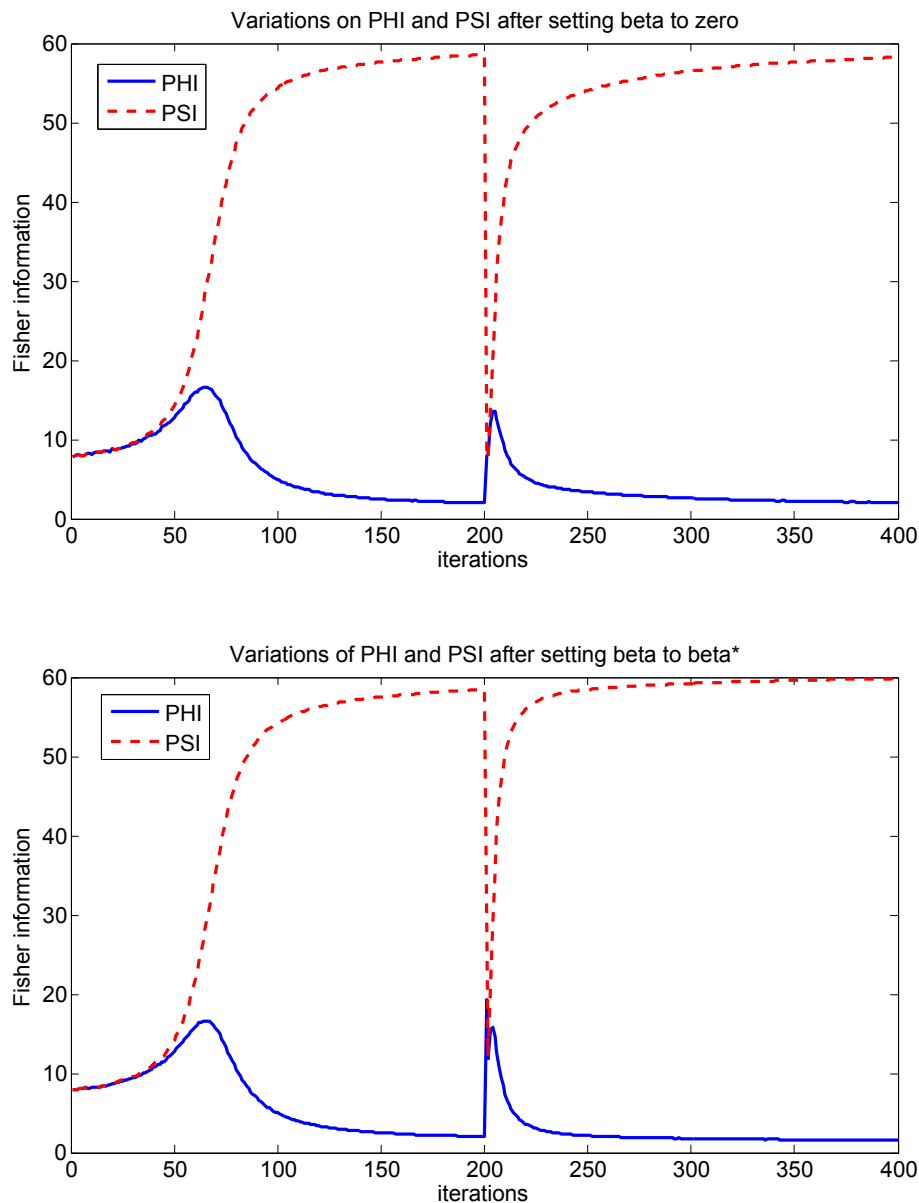 Variations on PHI and PSI after setting beta to zero
60
50
40
30
20
10
0
Fisher information
PHI
PSI
0 50 100 150 200 250 300 350 400
iterations
Variations of PHI and PSI after setting beta to beta*
60
50
40
30
20
10
0
Fisher information
PHI
PSI
0 50 100 150 200 250 300 350 400
iterations